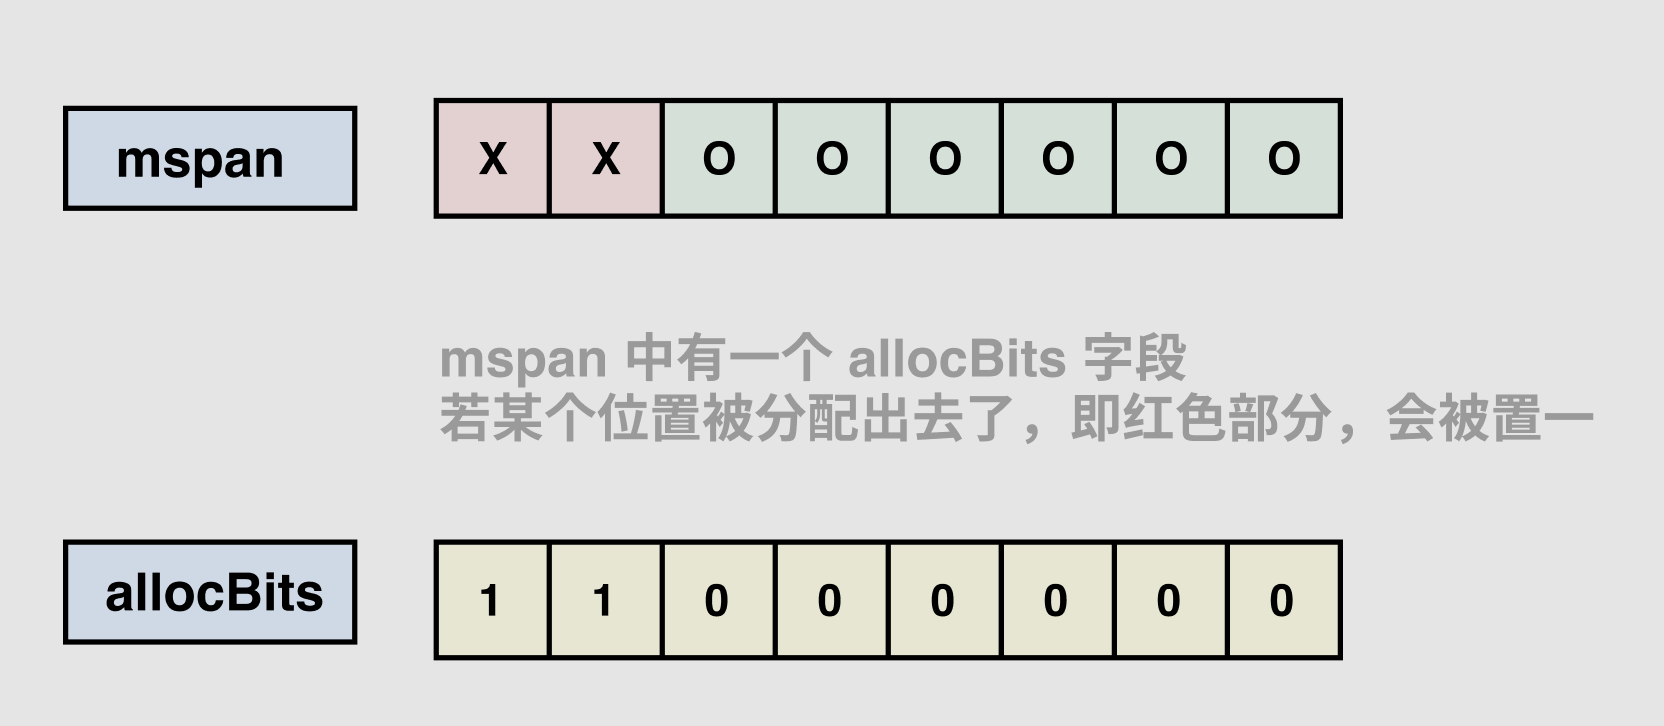 mspan
X X O O O O O O
mspan 中有一个 allocBits 字段
若某个位置被分配出去了，即红色部分，会被置一
allocBits
1 1 0 0 0 0 0 0